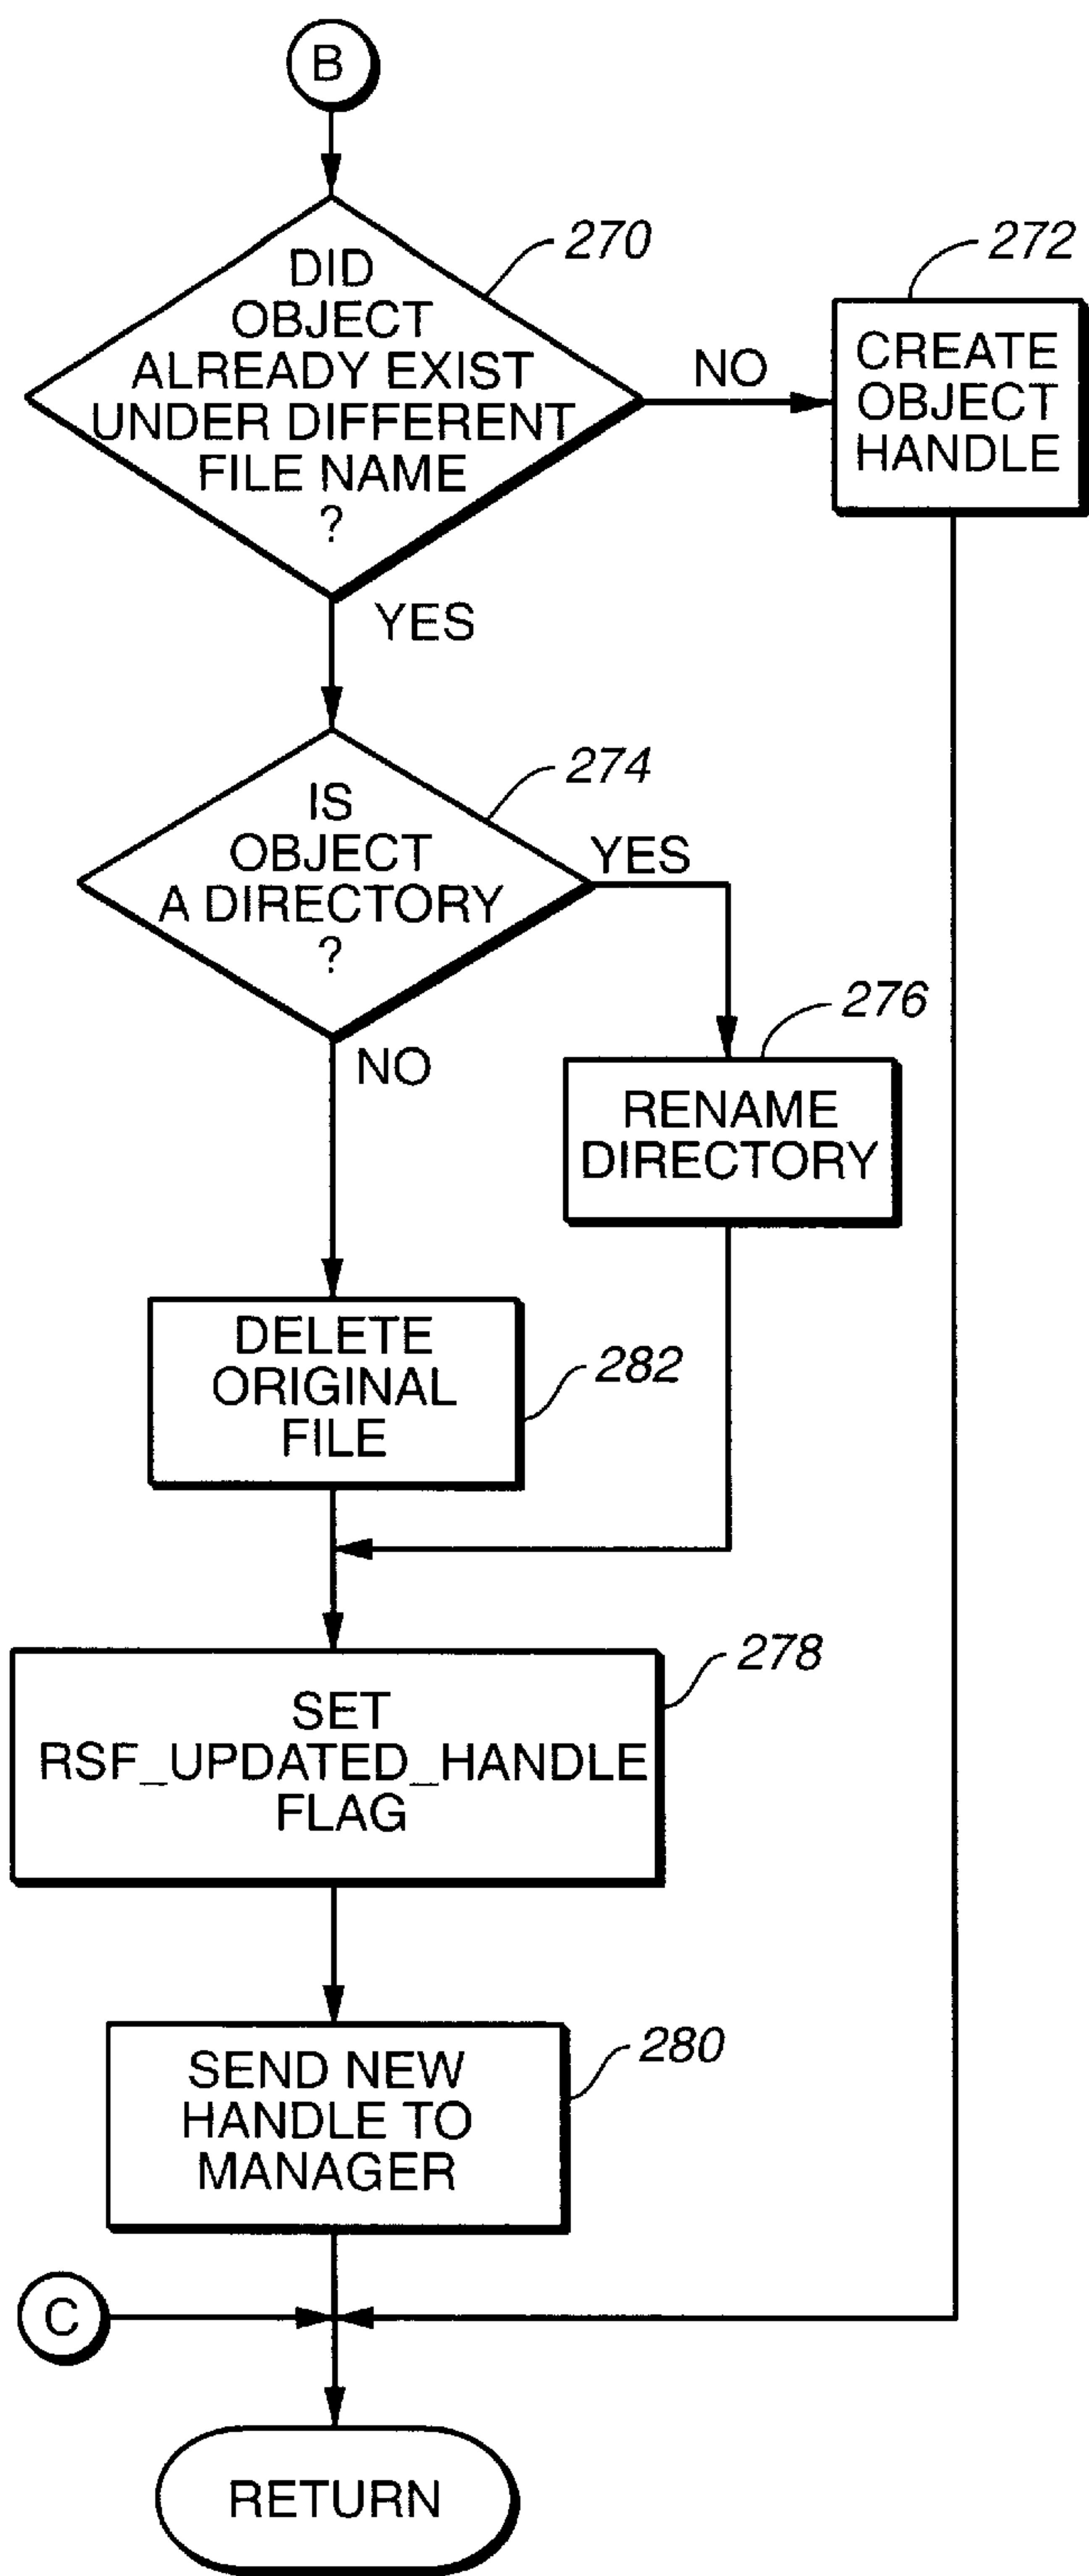 B
DID
OBJECT
ALREADY EXIST
UNDER DIFFERENT
FILE NAME
?
270
NO
272
CREATE
OBJECT
HANDLE
YES
274
IS
OBJECT
A DIRECTORY
?
YES
NO
276
RENAME
DIRECTORY
DELETE
ORIGINAL
FILE
282
278
SET
RSF_UPDATED_HANDLE
FLAG
280
SEND NEW
HANDLE TO
MANAGER
C
RETURN